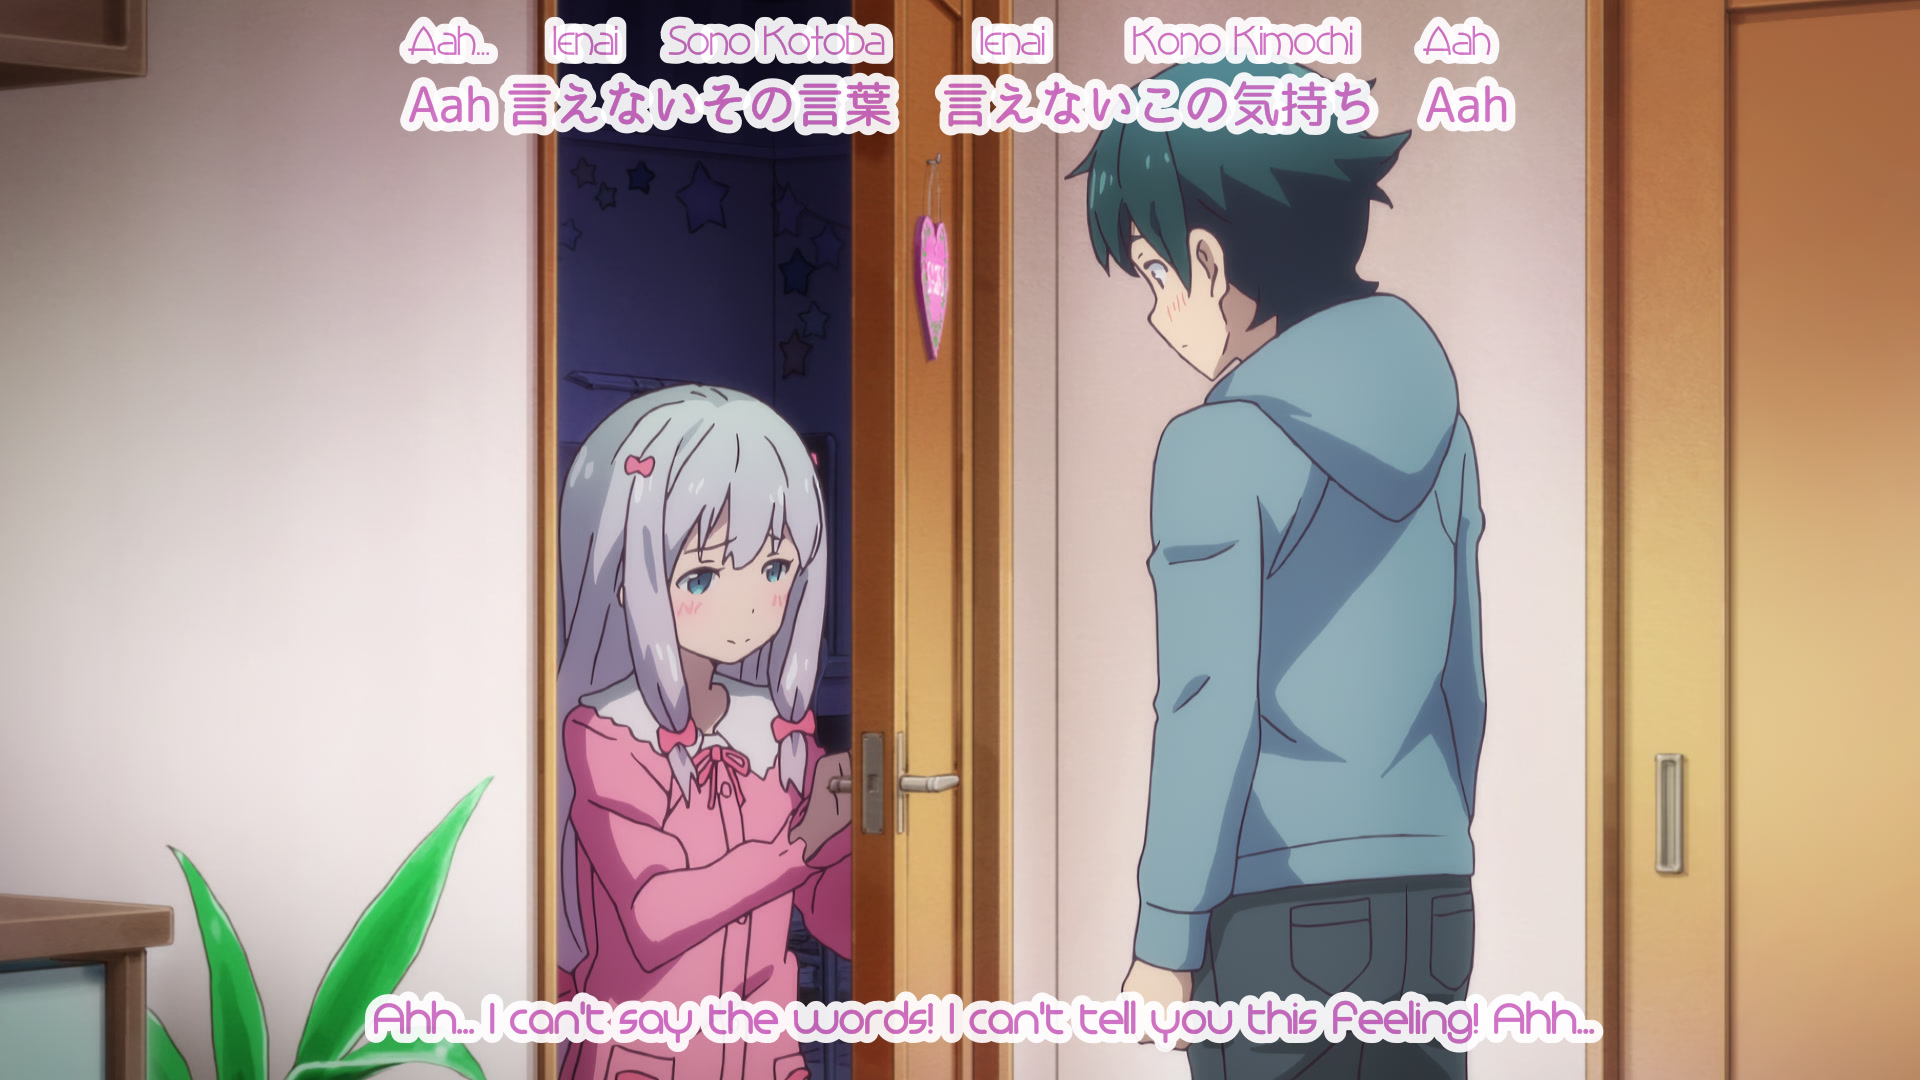 Aah... Ienai Sono Kotoba Ienai Kono Kimochi Aah
Aah 言えないその言葉 言えないこの気持ち Aah
Ahh... I can't say the words! I can't tell you this feeling! Ahh...